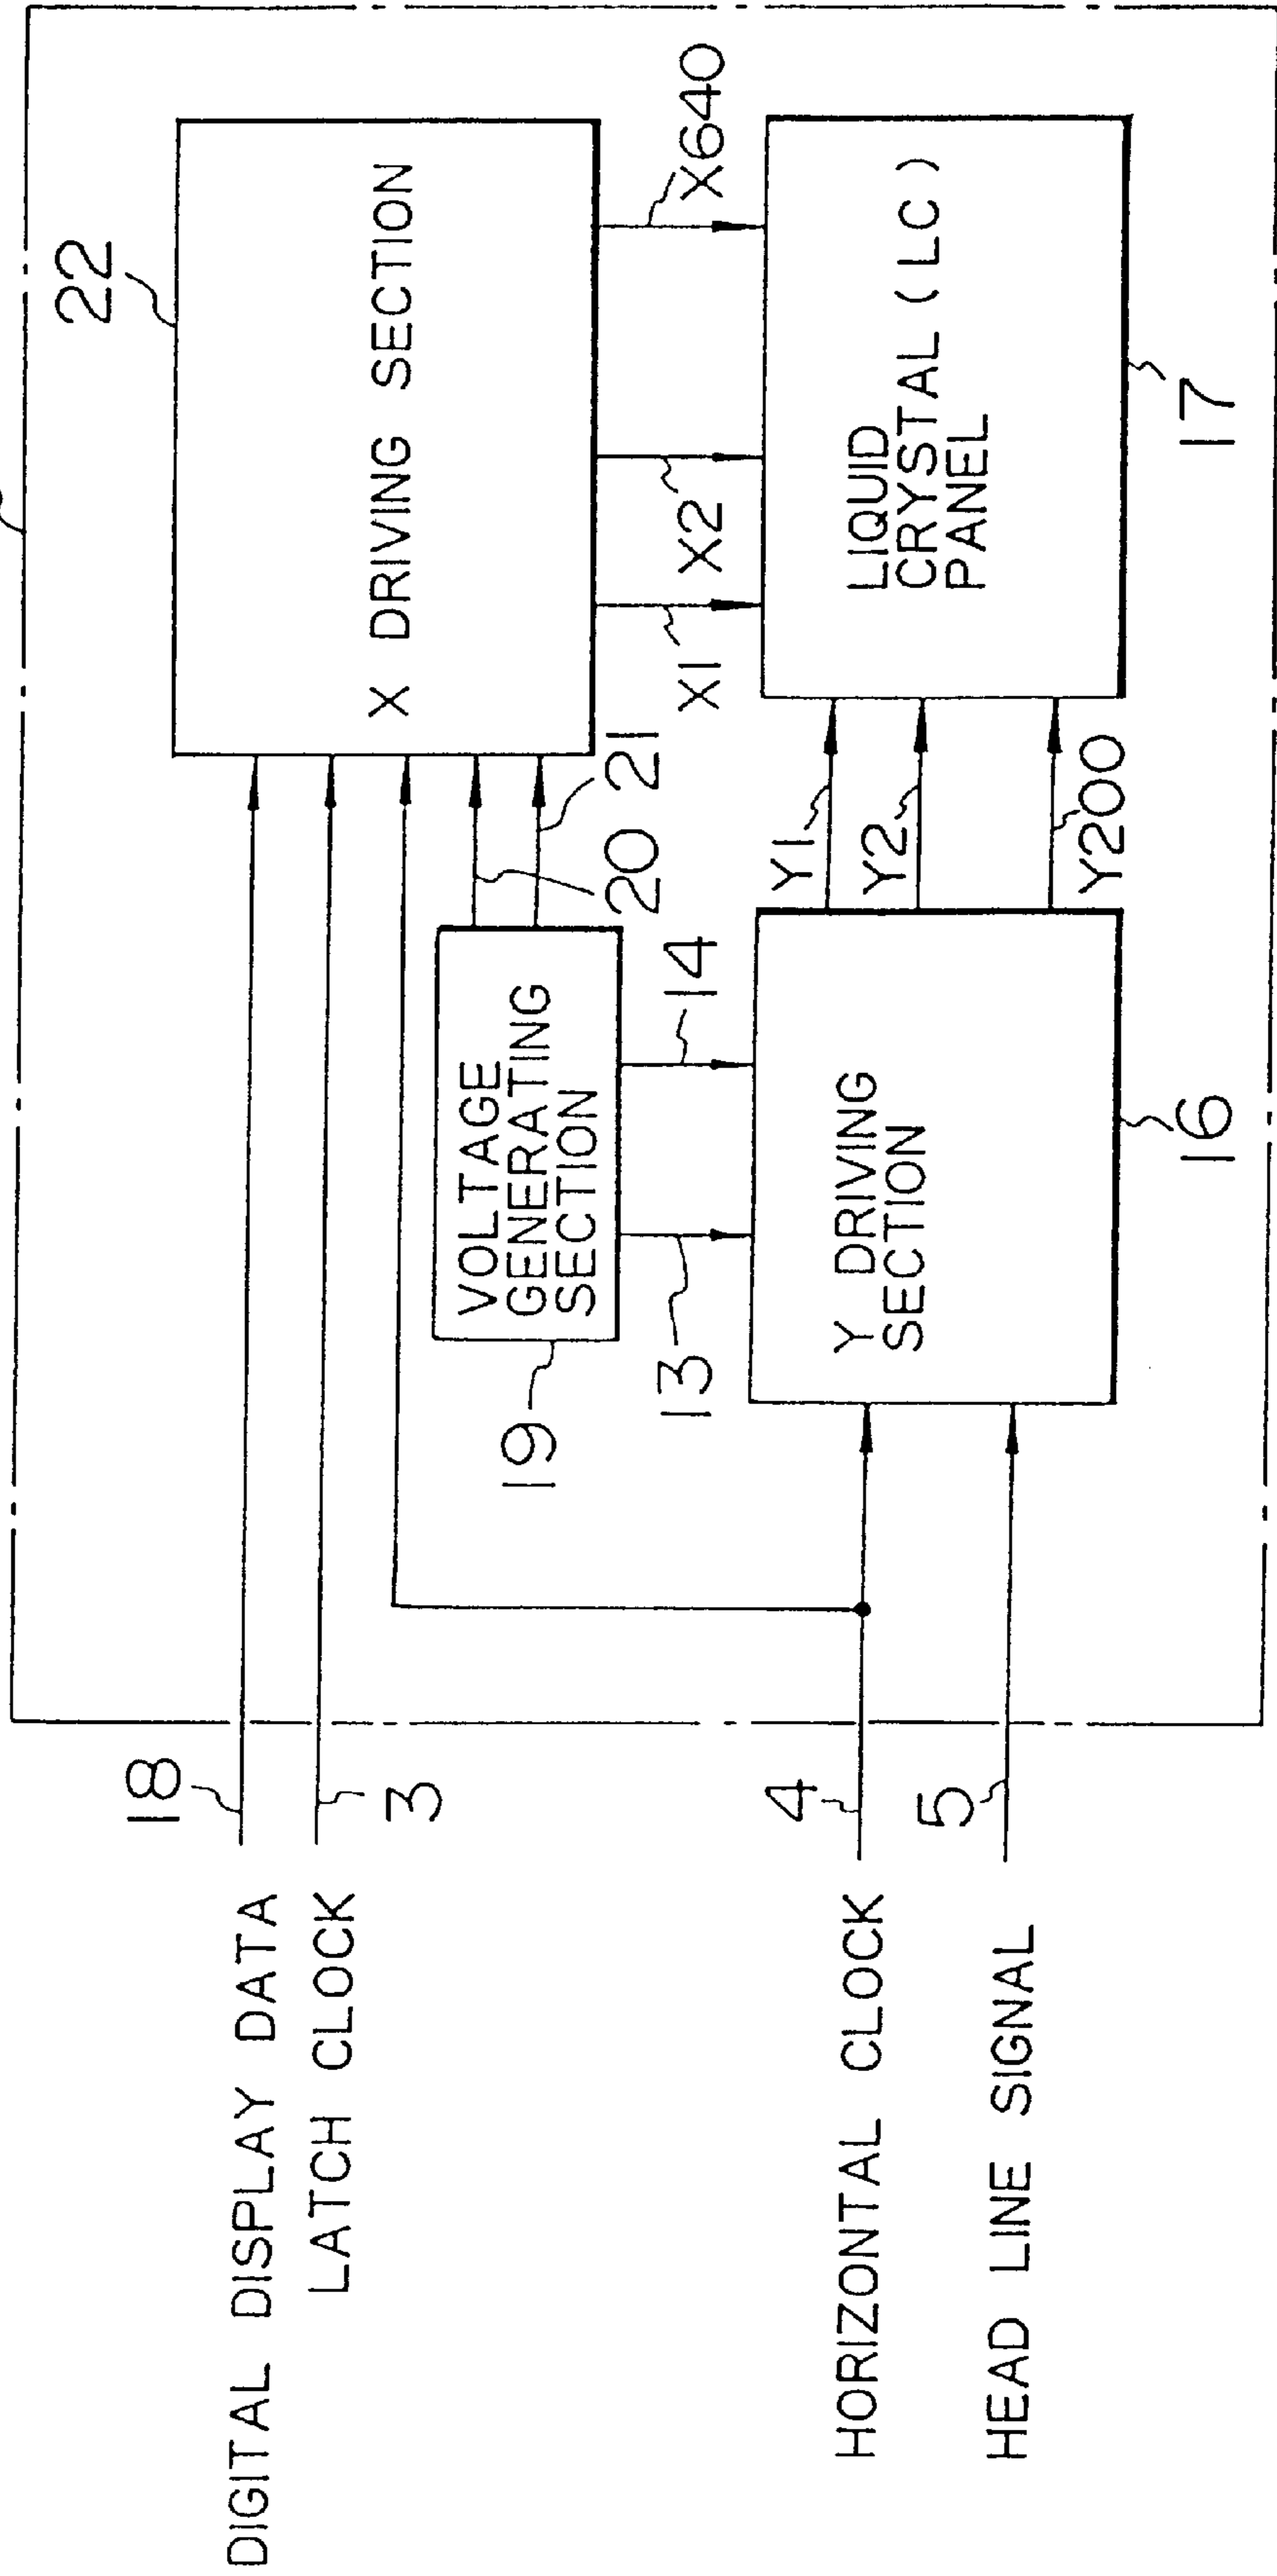 22
18
DIGITAL DISPLAY DATA
3
LATCH CLOCK
X DRIVING SECTION
20
21
VOLTAGE
GENERATING
SECTION
19
13
14
X1
X2
X640
4
HORIZONTAL CLOCK
5
HEAD LINE SIGNAL
Y DRIVING
SECTION
16
Y1
Y2
Y200
LIQUID
CRYSTAL (LC)
PANEL
17